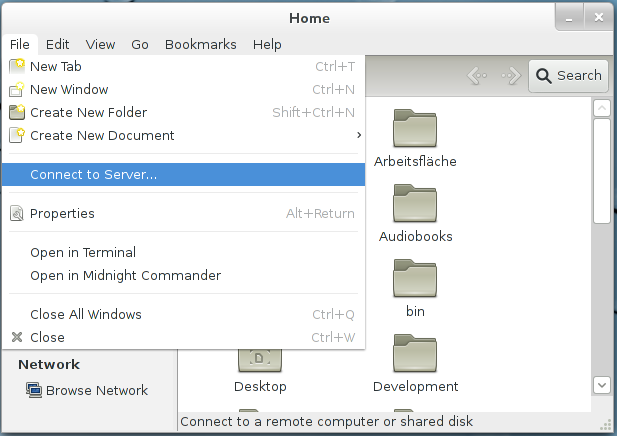 Home
File Edit View Go Bookmarks Help
New Tab Ctrl+T
New Window Ctrl+N
Create New Folder Shift+Ctrl+N
Create New Document
Connect to Server...
Properties Alt+Return
Open in Terminal
Open in Midnight Commander
Close All Windows Ctrl+Q
Close Ctrl+W
Network
Browse Network
Search
Arbeitsfläche
Audiobooks
bin
D
Desktop Development
Connect to a remote computer or shared disk